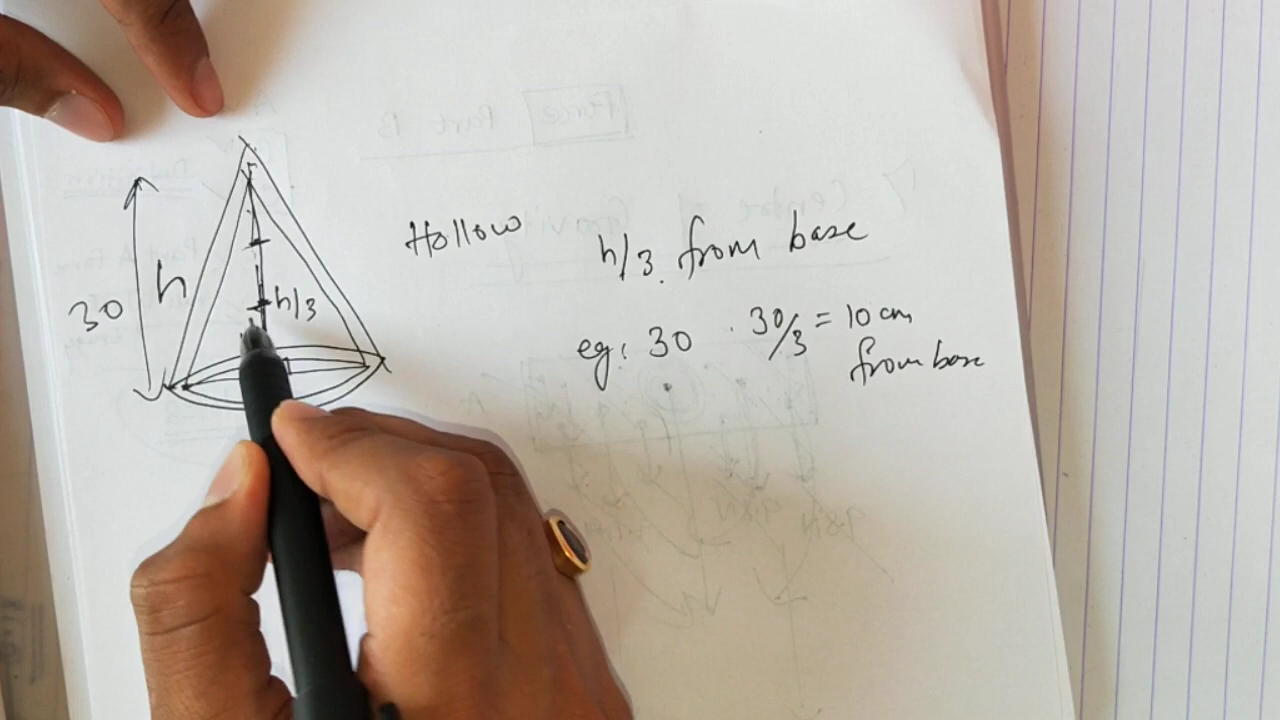 Hollow
h/3 from base
h
30
h/3
eg: 30 . 30/3 = 10 cm
from base